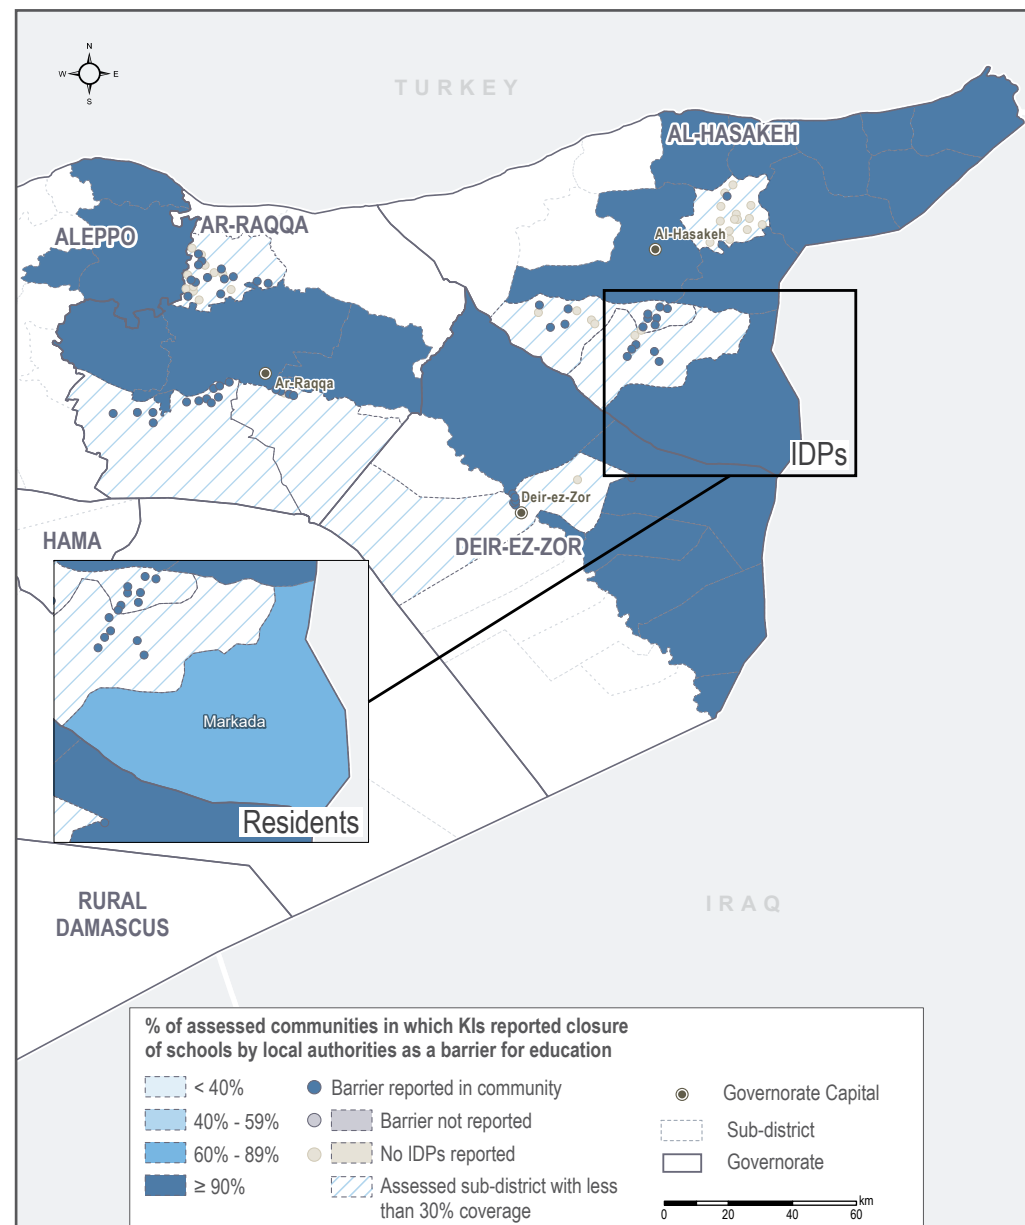 N
W
E
S
TURKEY
AL-HASAKEH
AR-RAQQA
ALEPPO
Al-Hasakeh
Ar-Raqqa
IDPs
Deir-ez-Zor
HAMA
DEIR-EZ-ZOR
Markada
Residents
RURAL
DAMASCUS
IRAQ
% of assessed communities in which KIs reported closure
of schools by local authorities as a barrier for education
< 40%
40% - 59%
60% - 89%
≥ 90%
Barrier reported in community
Barrier not reported
No IDPs reported
Assessed sub-district with less
than 30% coverage
Governorate Capital
Sub-district
Governorate
km
0 20 40 60